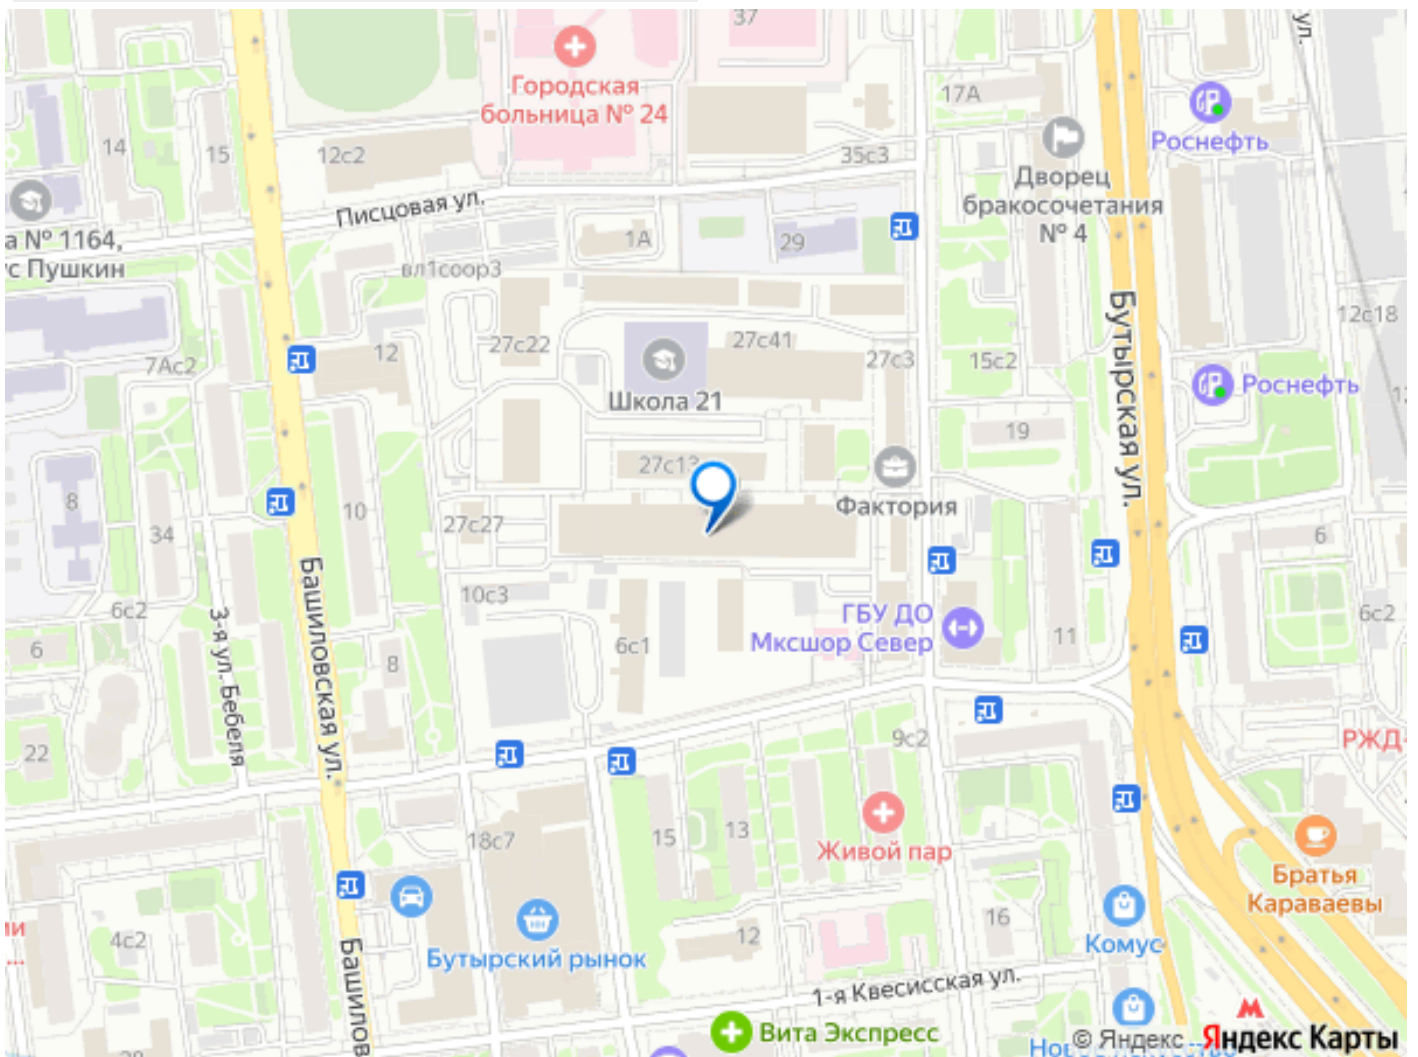 37
ул.
Городская
больница № 24
17А
Роснефть
14
15
12с2
35с3
Дворец
бракосочетания
№ 4
Писцовая ул.
а № 1164,
с Пушкин
1А
29
вл1соор3
Бутырская ул.
12с18
7Ас2
12
27с22
27с41
27с3
15с2
Роснефть
Школа 21
19
27с13
8
10
34
27с27
Фактория
6
Башиловская ул.
10с3
6с2
3-я ул. Бебеля
6
8
6с1
ГБУ ДО
Мксшор Север
11
6с2
22
9с2
РЖД-
18с7
15
13
Живой пар
Братья
Караваевы
ии
...
4с2
Бутырский рынок
12
16
Комус
Башилов
1-я Квесисская ул.
Вита Экспресс
© Яндекс
Яндекс Карты